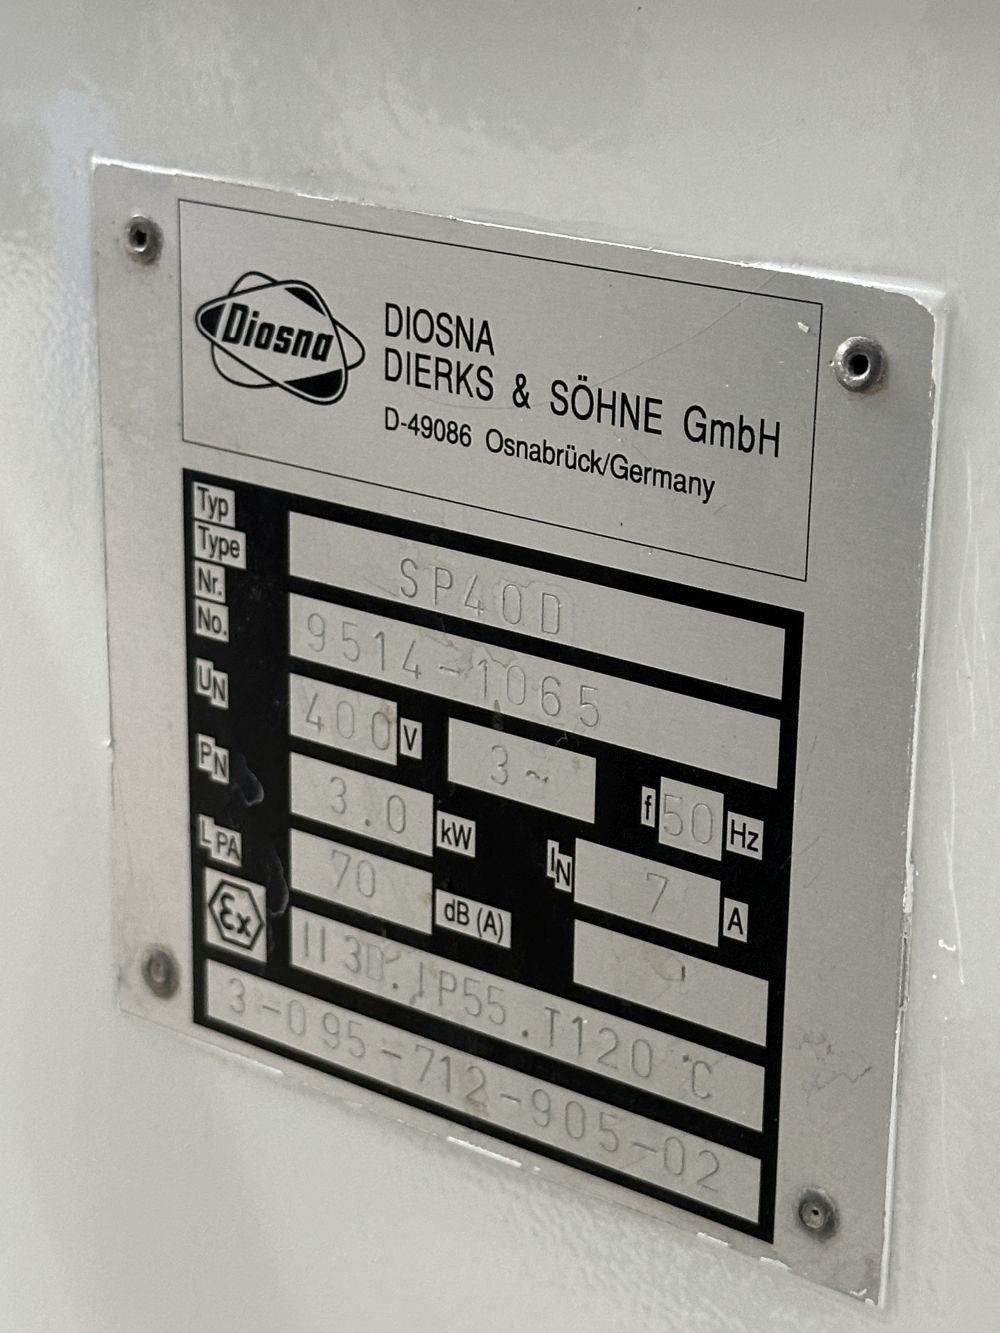 Diosna
DIOSNA
DIERKS & SÖHNE GmbH
D-49086 Osnabrück/Germany
Typ
Type SP40D
Nr.
No. 9514-1065
UN 400 V 3~ f 50 Hz
PN 3.0 kW IN 7 A
LPA 70 dB (A)
Ex II 3D. IP55. T120°C
3-095-712-905-02